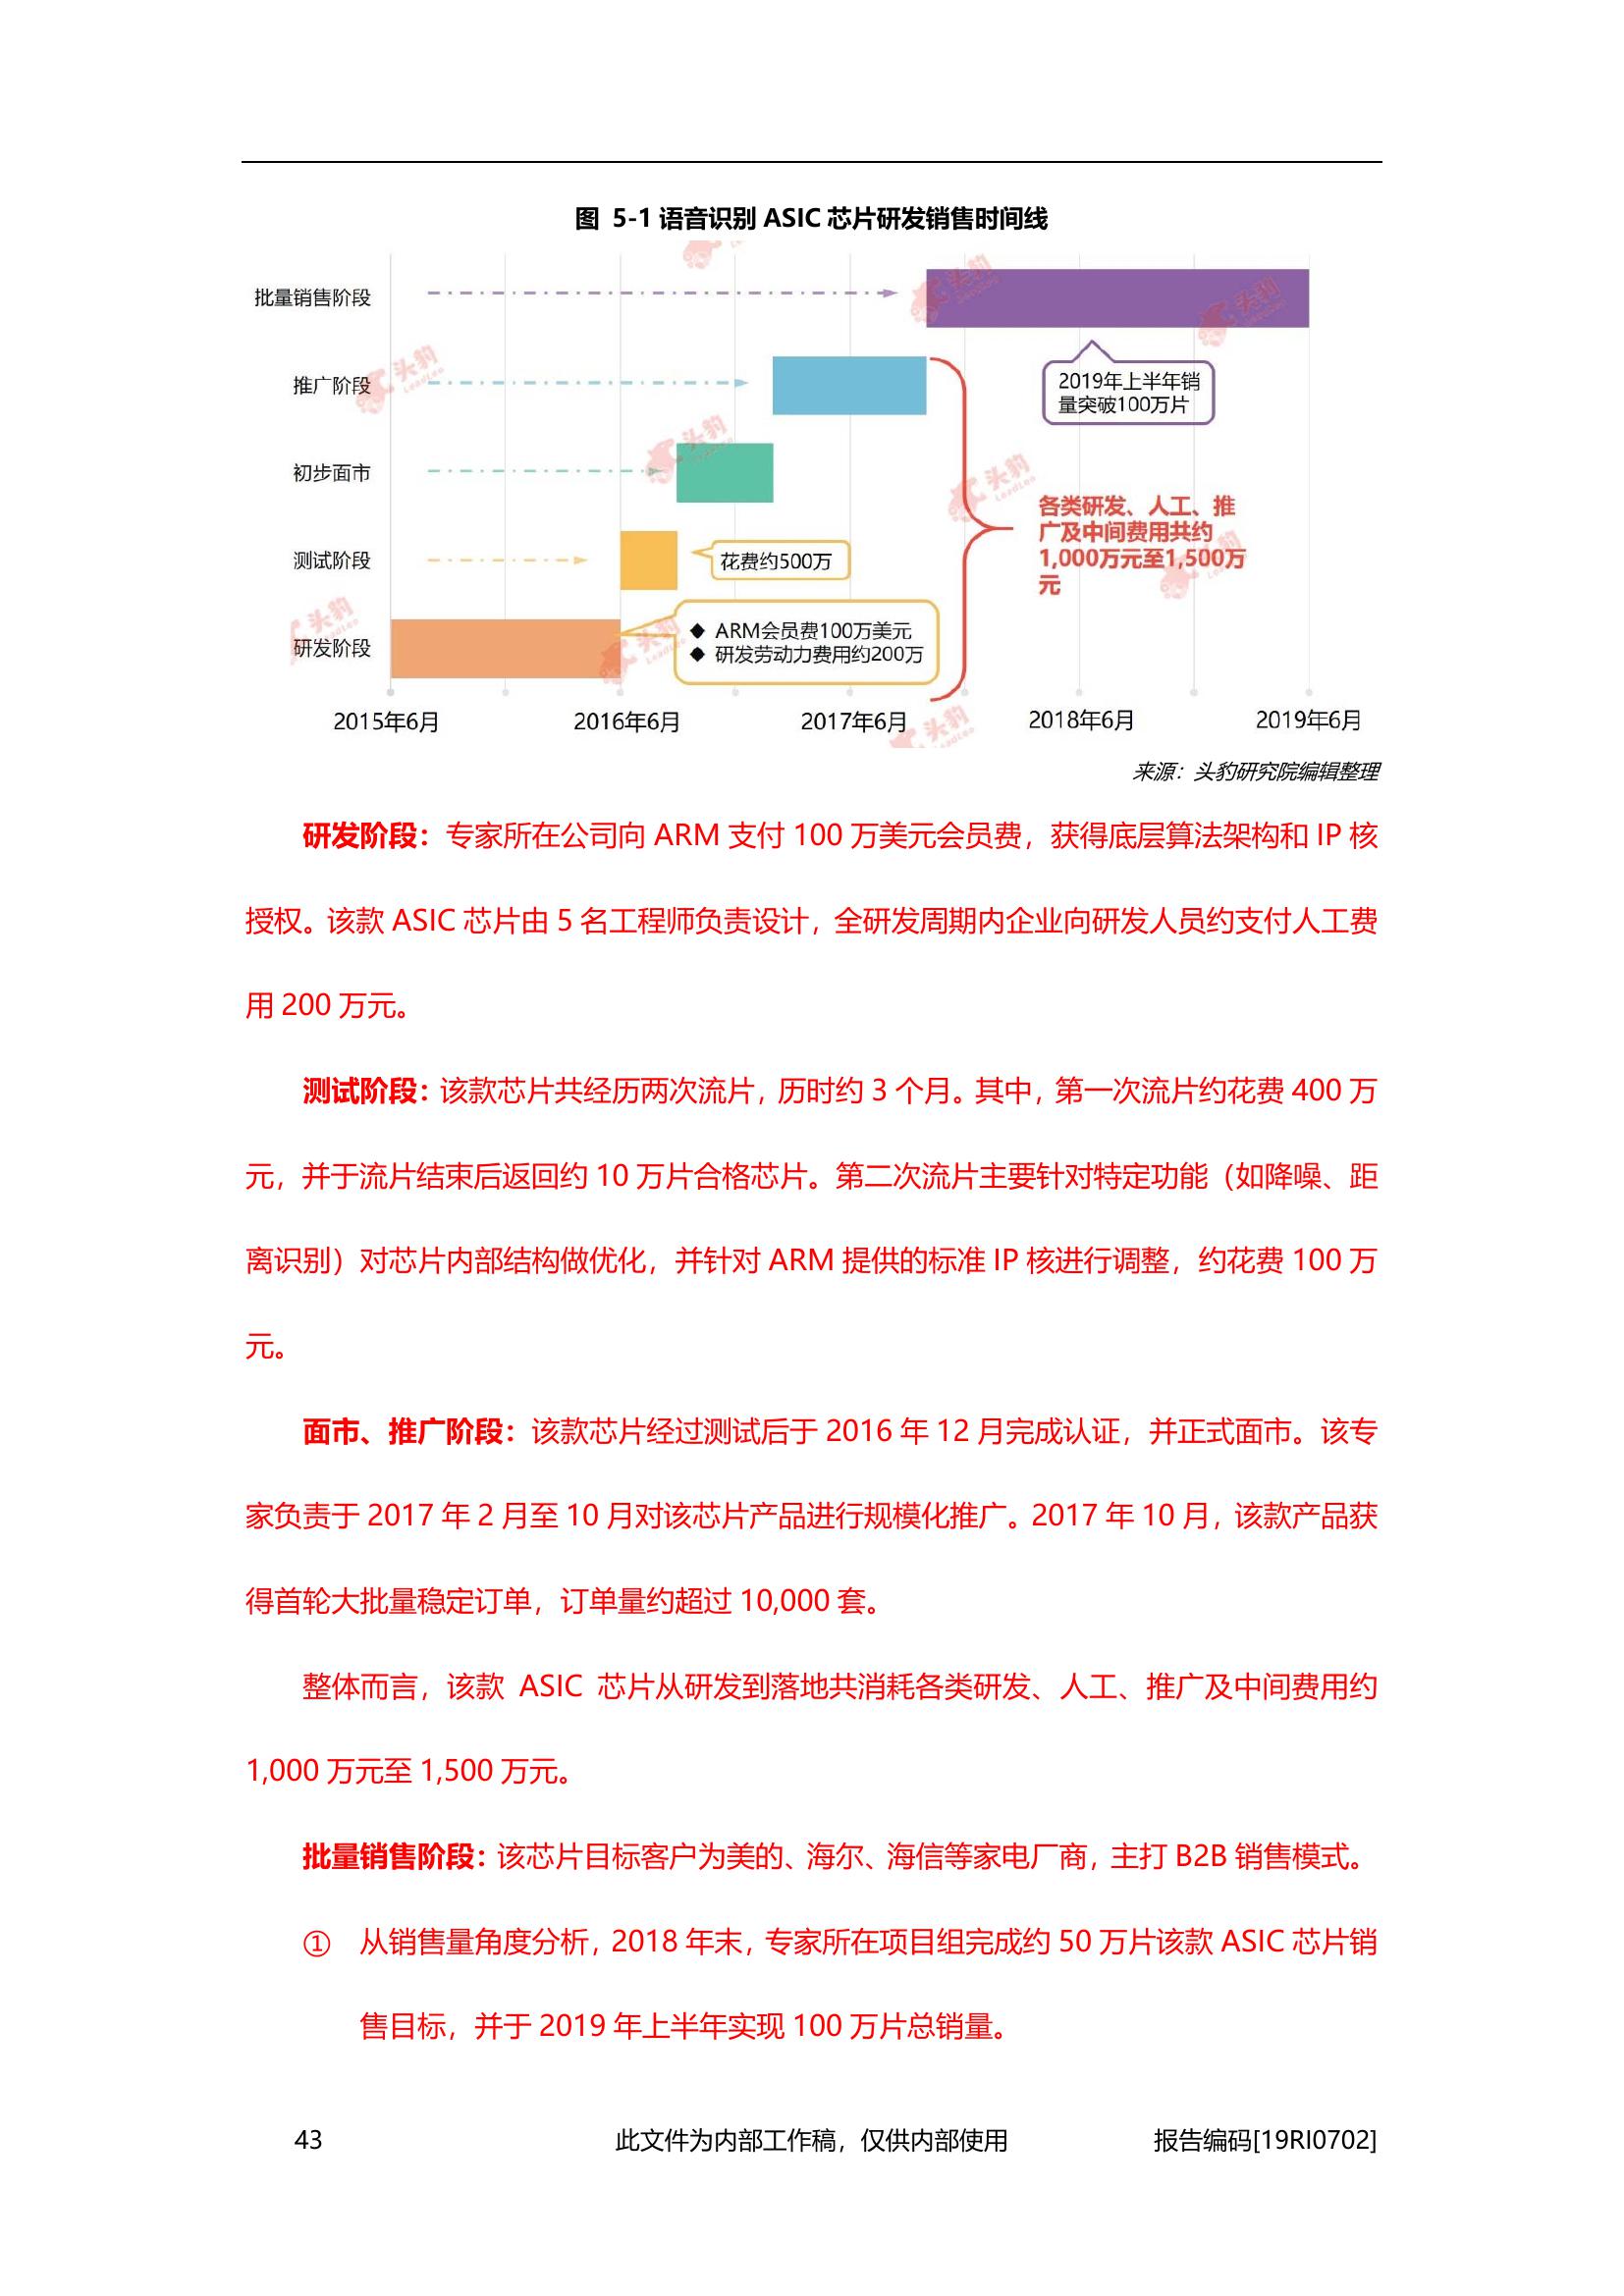 图 5-1 语音识别 ASIC 芯片研发销售时间线
批量销售阶段
推广阶段
2019年上半年销
量突破100万片
初步面市
各类研发、人工、推
广及中间费用共约
1,000万元至1,500万
元
测试阶段
花费约500万
研发阶段
◆ ARM会员费100万美元
◆ 研发劳动力费用约200万
2015年6月 2016年6月 2017年6月 2018年6月 2019年6月
头豹 LeadLeo
来源：头豹研究院编辑整理
研发阶段：专家所在公司向 ARM 支付 100 万美元会员费，获得底层算法架构和 IP 核
授权。该款 ASIC 芯片由 5 名工程师负责设计，全研发周期内企业向研发人员约支付人工费
用 200 万元。
测试阶段：该款芯片共经历两次流片，历时约 3 个月。其中，第一次流片约花费 400 万
元，并于流片结束后返回约 10 万片合格芯片。第二次流片主要针对特定功能（如降噪、距
离识别）对芯片内部结构做优化，并针对 ARM 提供的标准 IP 核进行调整，约花费 100 万
元。
面市、推广阶段：该款芯片经过测试后于 2016 年 12 月完成认证，并正式面市。该专
家负责于 2017 年 2 月至 10 月对该芯片产品进行规模化推广。2017 年 10 月，该款产品获
得首轮大批量稳定订单，订单量约超过 10,000 套。
整体而言，该款 ASIC 芯片从研发到落地共消耗各类研发、人工、推广及中间费用约
1,000 万元至 1,500 万元。
批量销售阶段：该芯片目标客户为美的、海尔、海信等家电厂商，主打 B2B 销售模式。
① 从销售量角度分析，2018 年末，专家所在项目组完成约 50 万片该款 ASIC 芯片销
售目标，并于 2019 年上半年实现 100 万片总销量。
43 此文件为内部工作稿，仅供内部使用 报告编码[19RI0702]